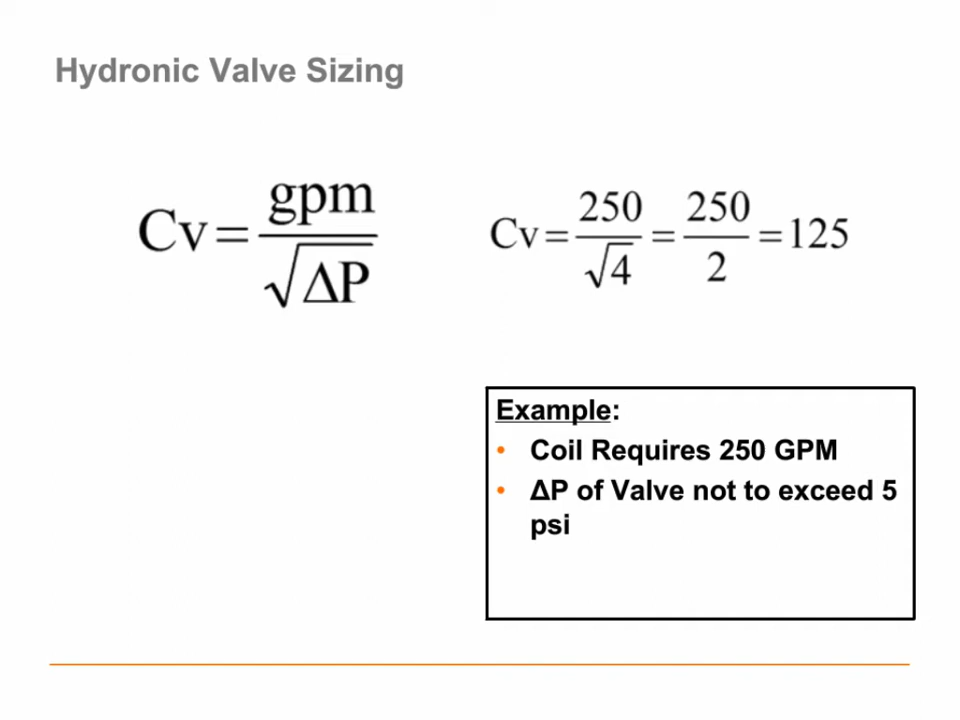 Hydronic Valve Sizing
Cv = gpm / √ΔP
Cv = 250 / √4 = 250 / 2 = 125
Example:
• Coil Requires 250 GPM
• ΔP of Valve not to exceed 5
psi